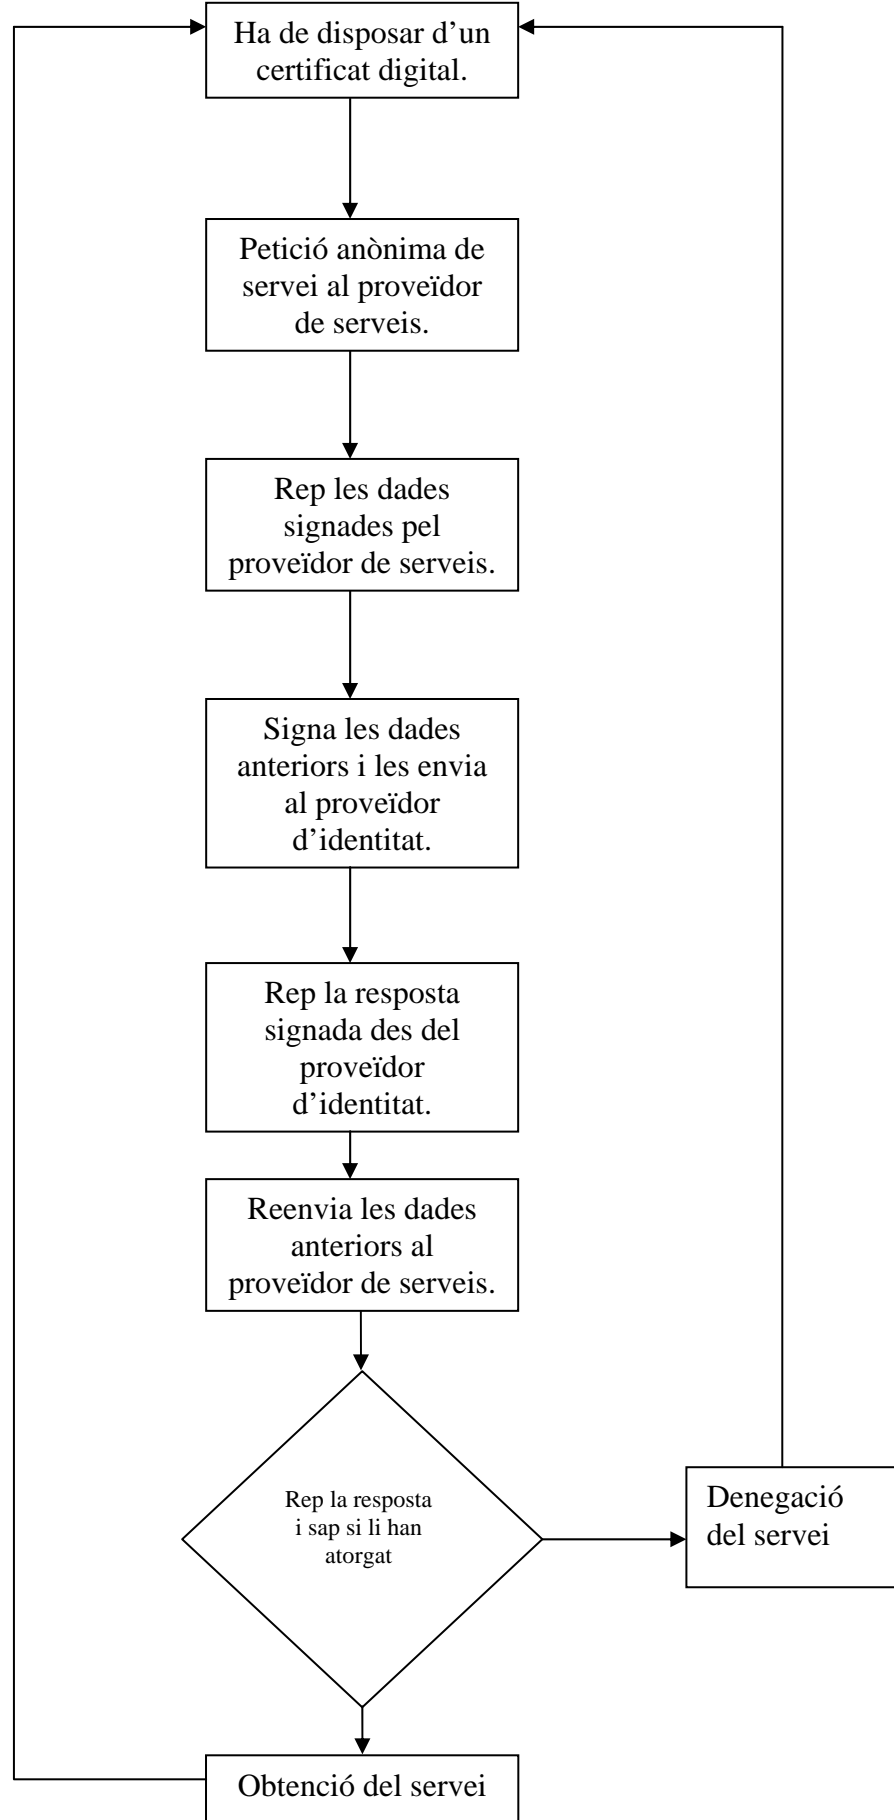 Ha de disposar d’un
certificat digital.
Petició anònima de
servei al proveïdor
de serveis.
Rep les dades
signades pel
proveïdor de serveis.
Signa les dades
anteriors i les envia
al proveïdor
d’identitat.
Rep la resposta
signada des del
proveïdor
d’identitat.
Reenvia les dades
anteriors al
proveïdor de serveis.
Rep la resposta
i sap si li han
atorgat
Denegació
del servei
Obtenció del servei